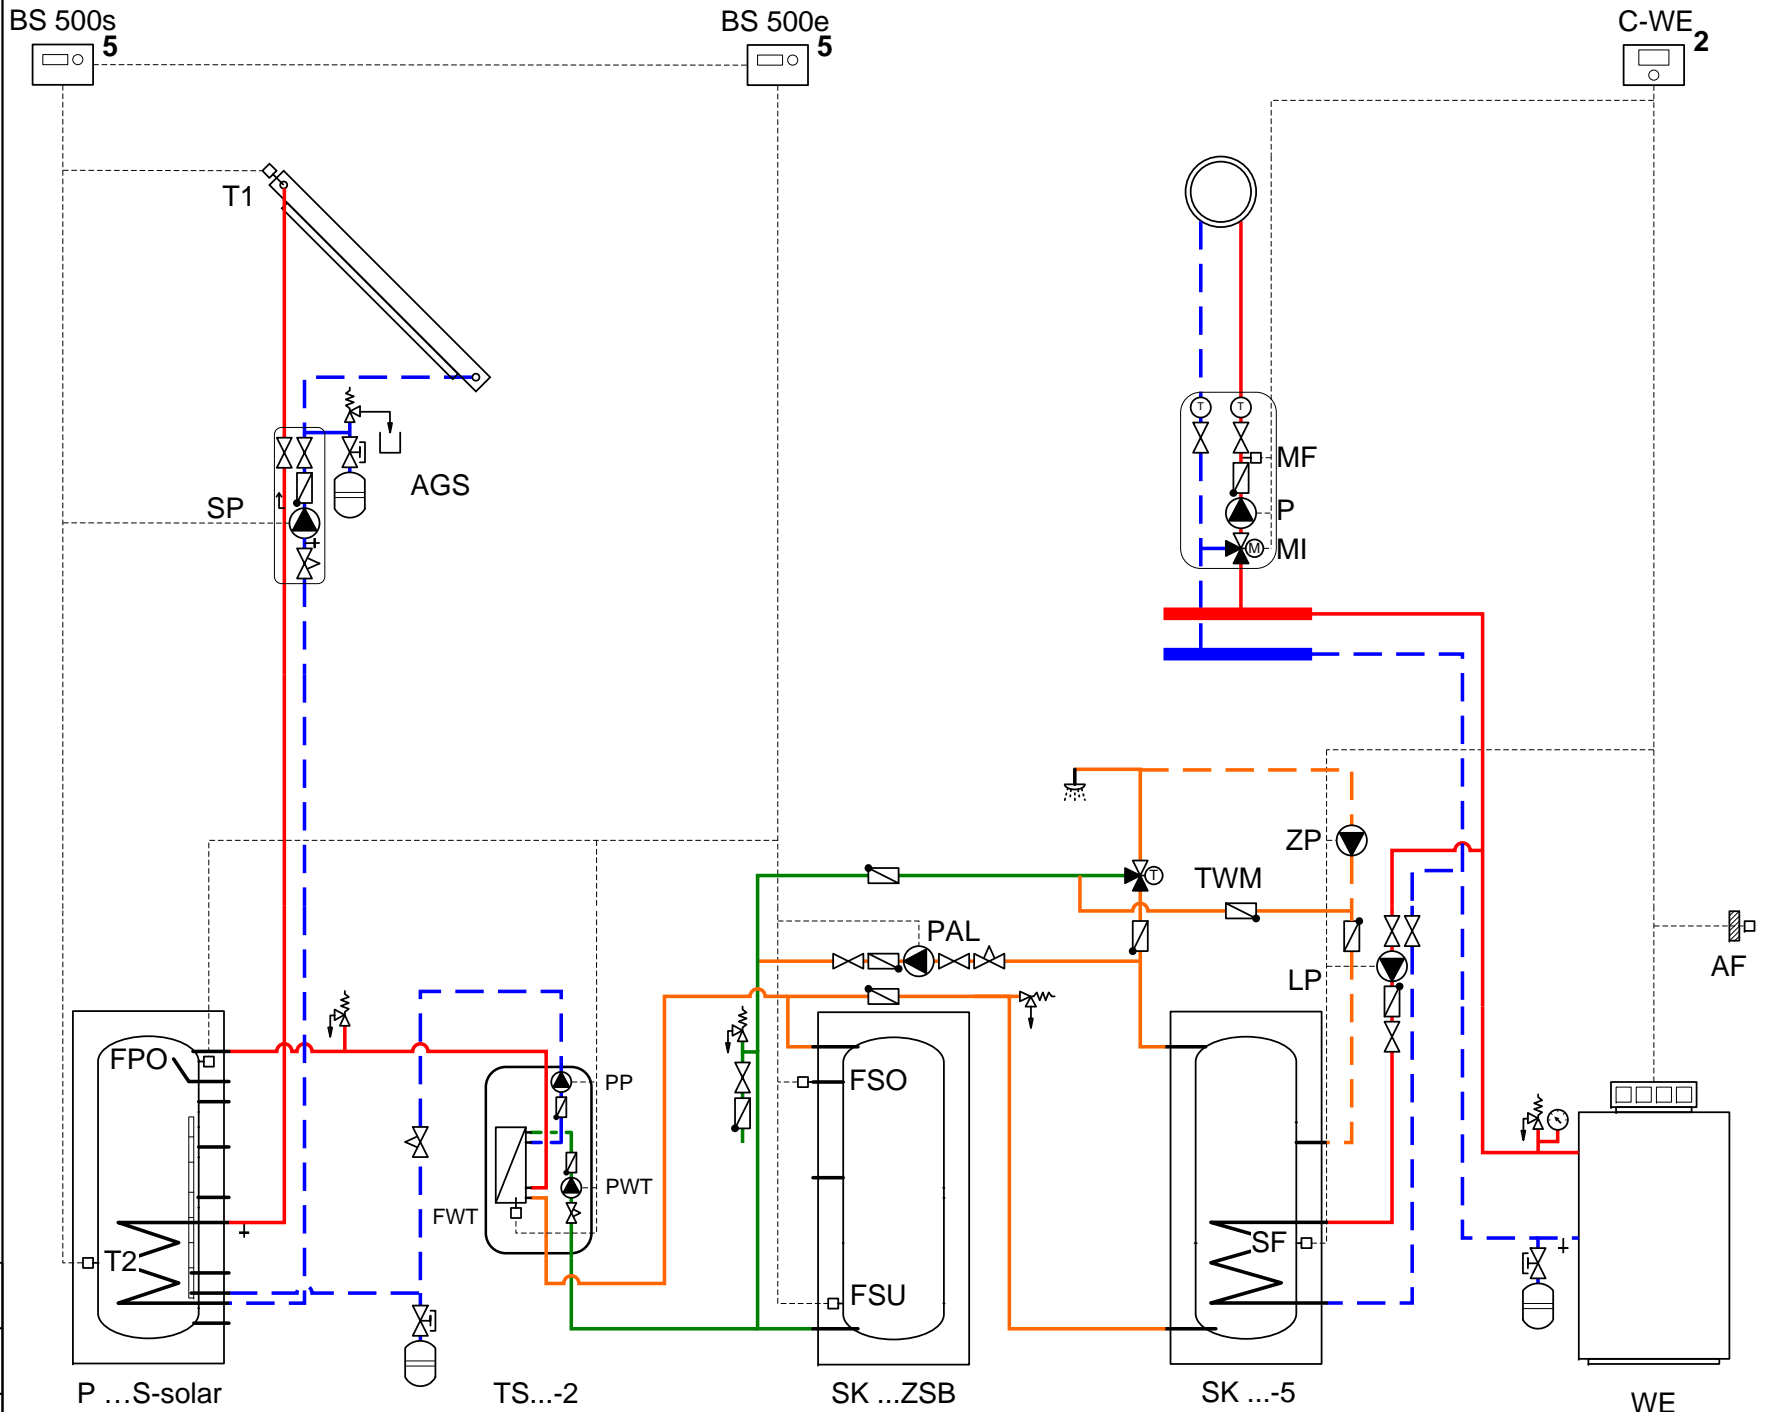 BS 500s
5
BS 500e
5
C-WE
2
T1
AGS
SP
T
T
MF
P
M
MI
ZP
T
TWM
PAL
LP
AF
FPO
PP
FSO
PWT
FWT
T2
SF
FSU
P ...S-solar
TS...-2
SK ...ZSB
SK ...-5
WE